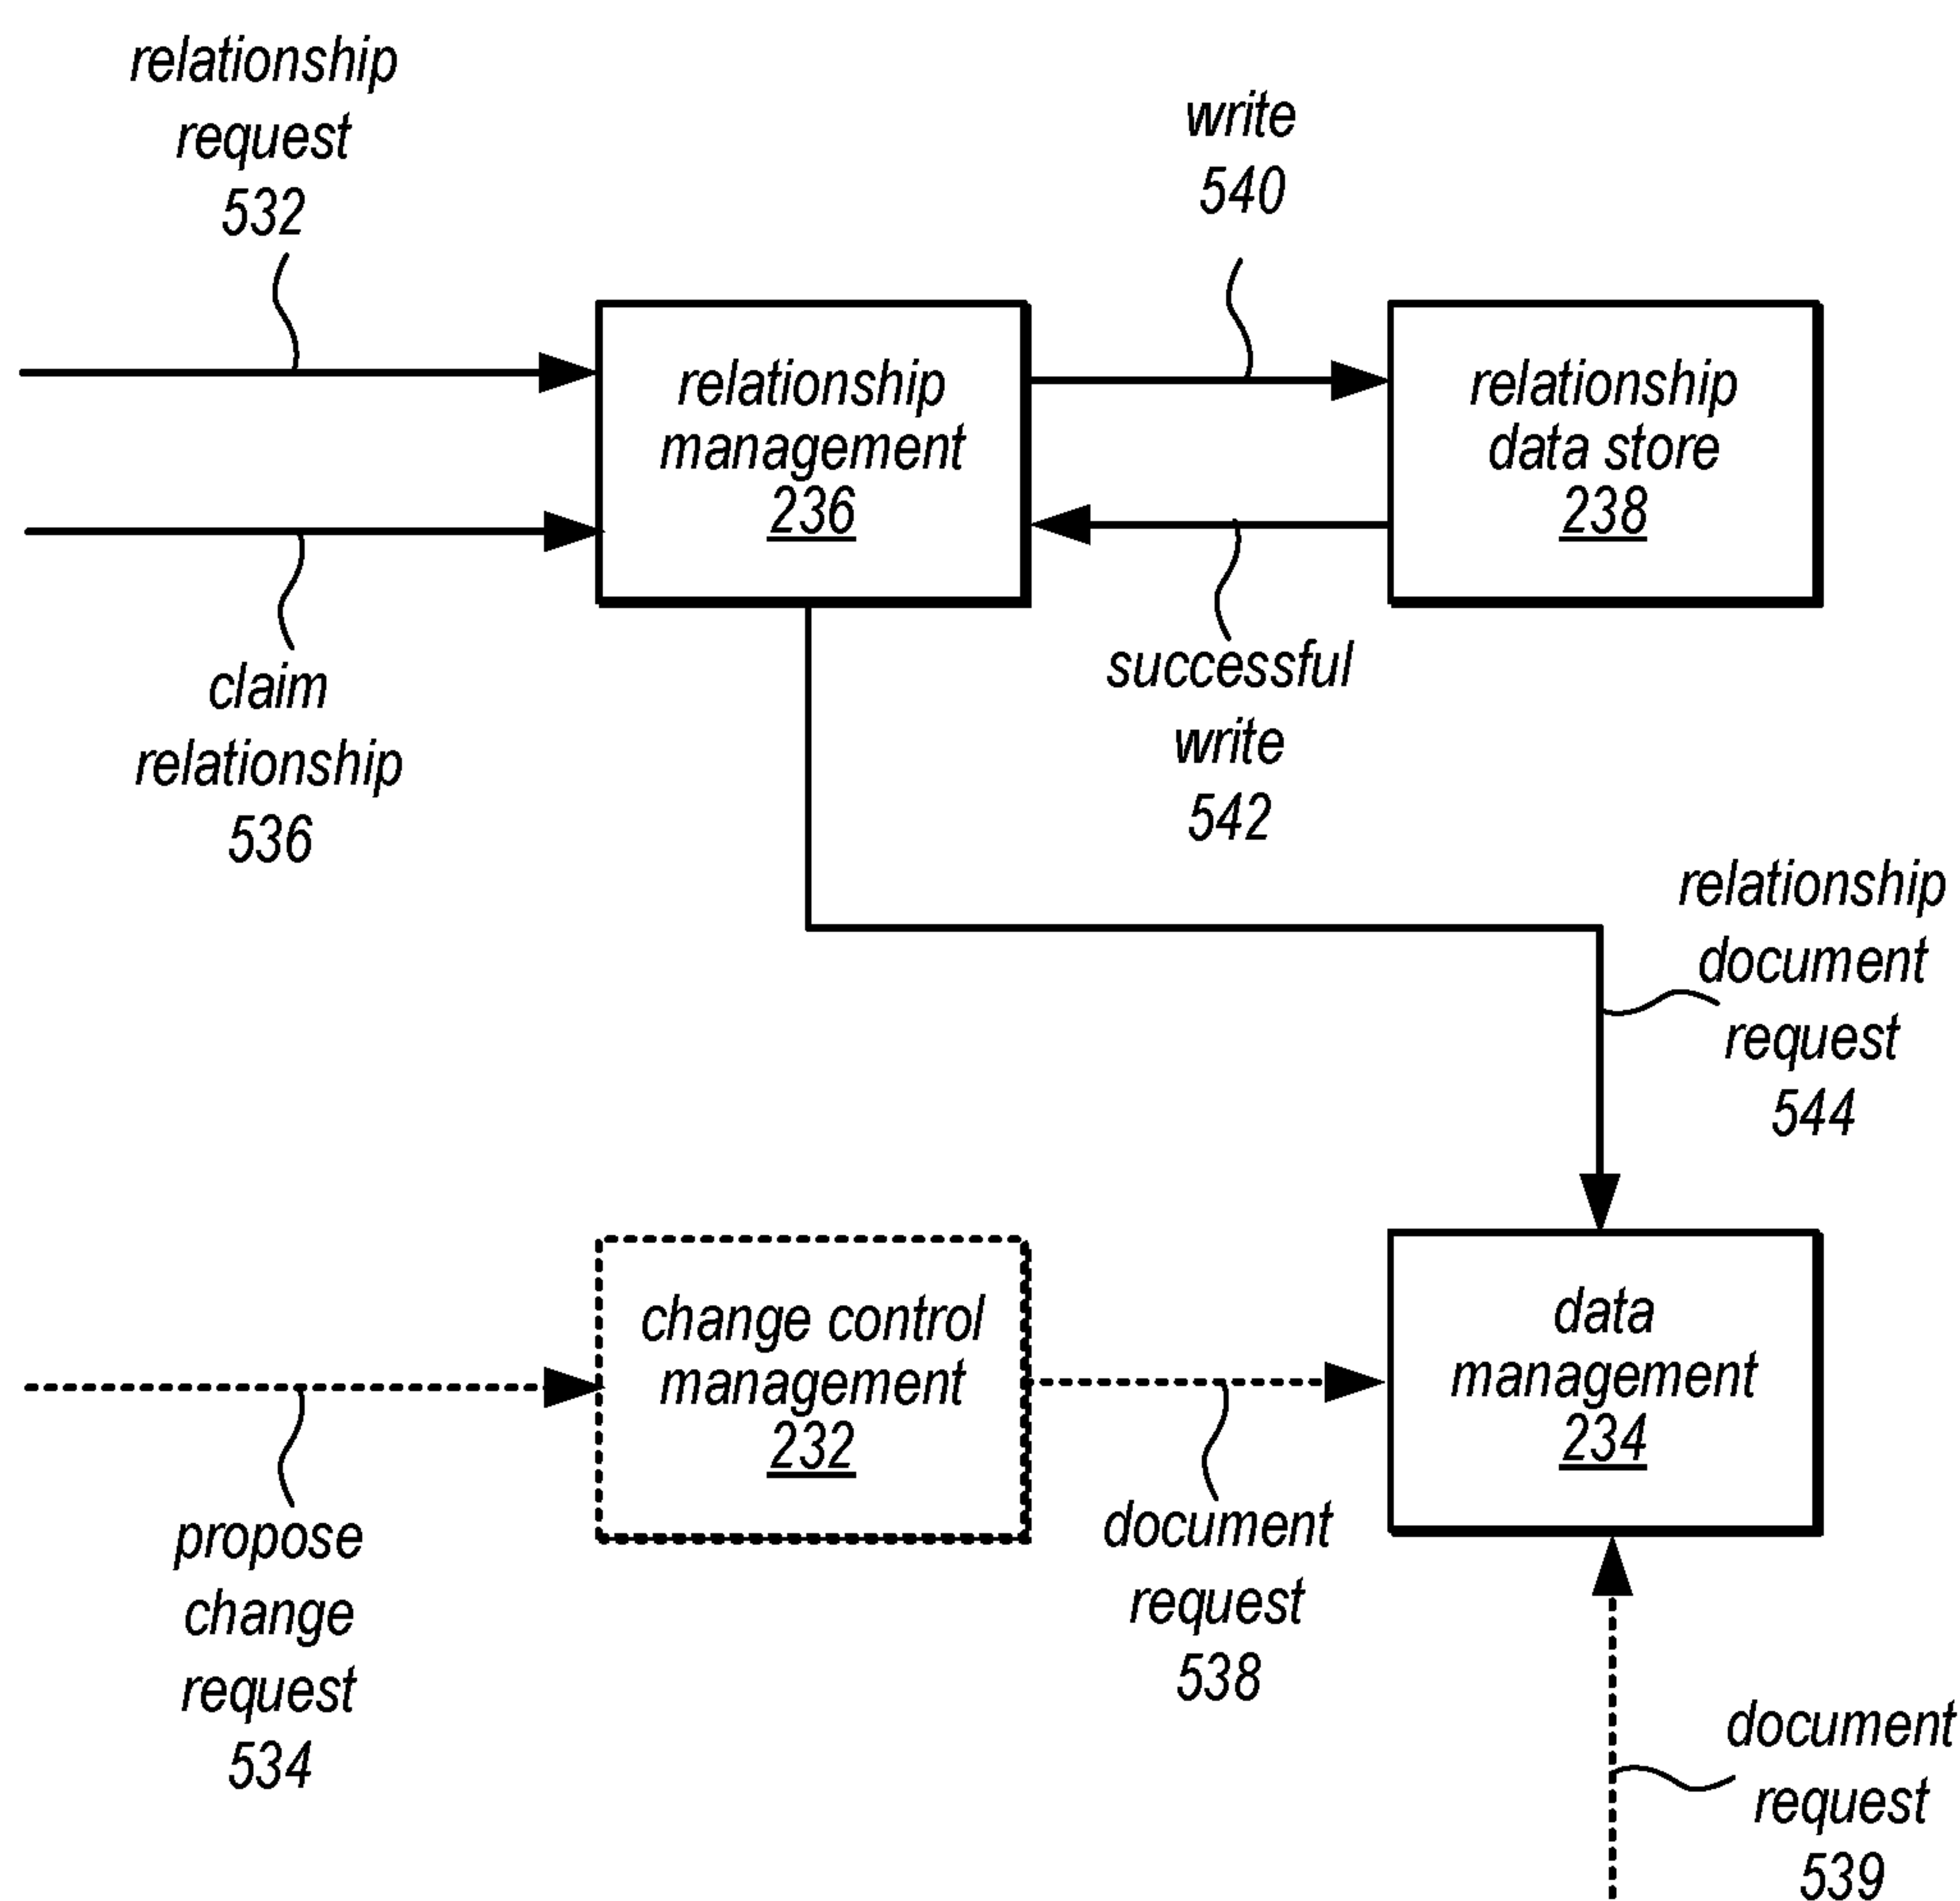 relationship
request
532
write
540
relationship
management
236
relationship
data store
238
claim
relationship
536
successful
write
542
relationship
document
request
544
change control
management
232
data
management
234
propose
change
request
534
document
request
538
document
request
539